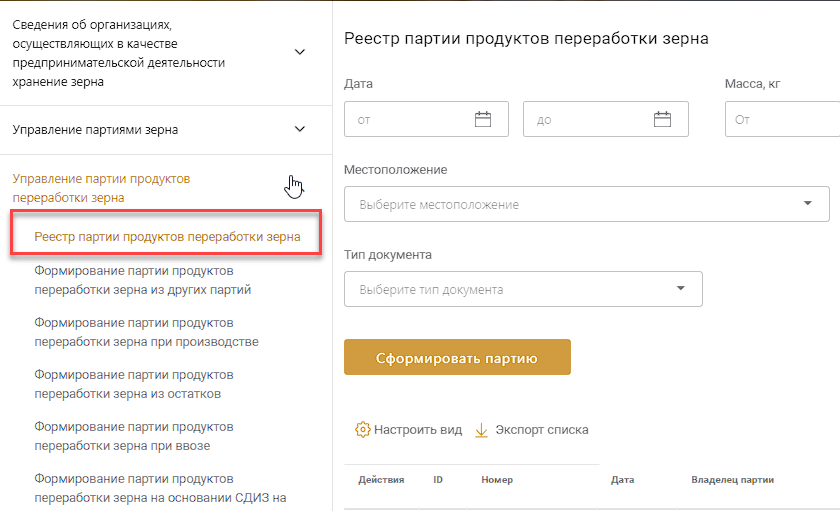 Сведения об организациях,
осуществляющих в качестве
предпринимательской деятельности
хранение зерна
Управление партиями зерна
Управление партии продуктов
переработки зерна
Реестр партии продуктов переработки зерна
Формирование партии продуктов
переработки зерна из других партий
Формирование партии продуктов
переработки зерна при производстве
Формирование партии продуктов
переработки зерна из остатков
Формирование партии продуктов
переработки зерна при ввозе
Формирование партии продуктов
переработки зерна на основании СДИЗ на
Реестр партии продуктов переработки зерна
Дата Масса, кг
от до От
Местоположение
Выберите местоположение
Тип документа
Выберите тип документа
Сформировать партию
Настроить вид Экспорт списка
Действия ID Номер Дата Владелец партии